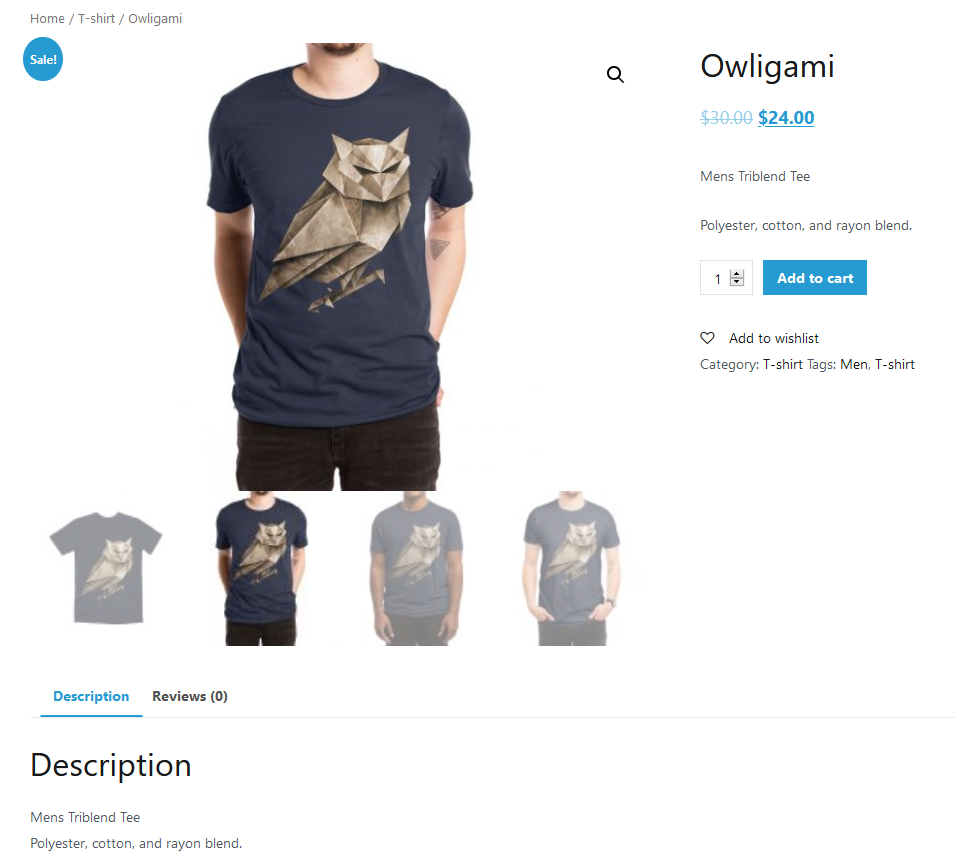 Home / T-shirt / Owligami
Sale!
Owligami
$30.00 $24.00
Mens Triblend Tee
Polyester, cotton, and rayon blend.
1
Add to cart
Add to wishlist
Category: T-shirt Tags: Men, T-shirt
Description
Reviews (0)
Description
Mens Triblend Tee
Polyester, cotton, and rayon blend.